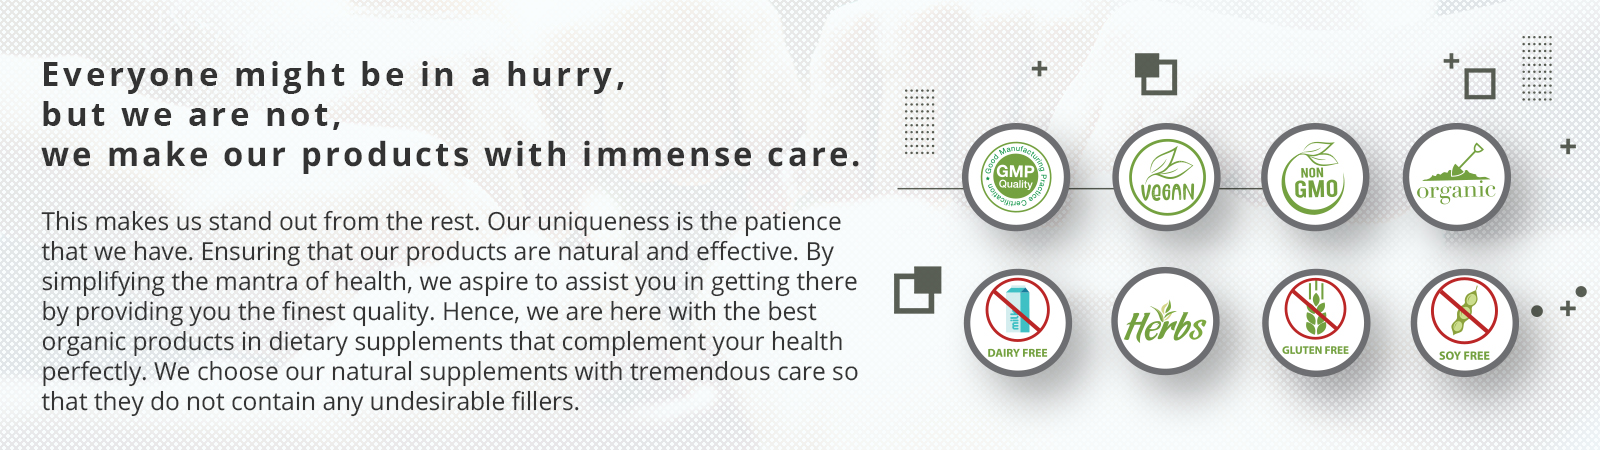 Everyone might be in a hurry,
but we are not,
we make our products with immense care.
This makes us stand out from the rest. Our uniqueness is the patience
that we have. Ensuring that our products are natural and effective. By
simplifying the mantra of health, we aspire to assist you in getting there
by providing you the finest quality. Hence, we are here with the best
organic products in dietary supplements that complement your health
perfectly. We choose our natural supplements with tremendous care so
that they do not contain any undesirable fillers.
Good Manufacturing Practice Certification
GMP
Quality
VEGAN
NON
GMO
organic
milk
DAIRY FREE
Herbs
GLUTEN FREE
SOY FREE